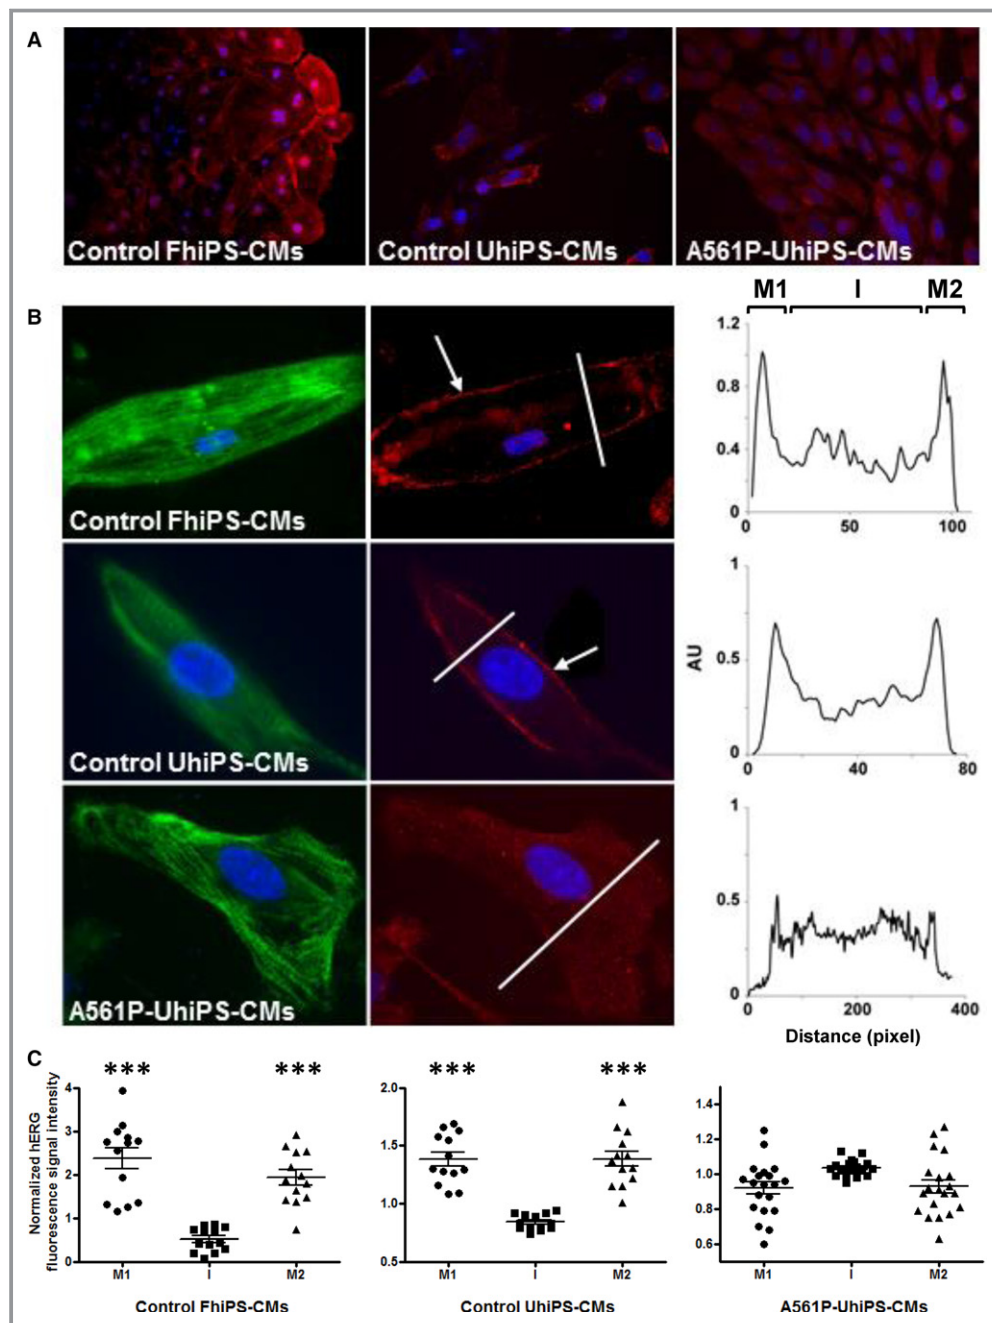 A
Control FhiPS-CMs
Control UhiPS-CMs
A561P-UhiPS-CMs
B
M1 I M2
Control FhiPS-CMs
1.2
0.8
0.4
0
0 50 100
Control UhiPS-CMs
AU
1
0.5
0
0 40 80
A561P-UhiPS-CMs
1
0.5
0
0 200 400
Distance (pixel)
C
Normalized hERG
fluorescence signal intensity
*** ***
4
3
2
1
0
M1 I M2
Control FhiPS-CMs
*** ***
2.0
1.5
1.0
0.5
M1 I M2
Control UhiPS-CMs
1.4
1.2
1.0
0.8
0.6
M1 I M2
A561P-UhiPS-CMs